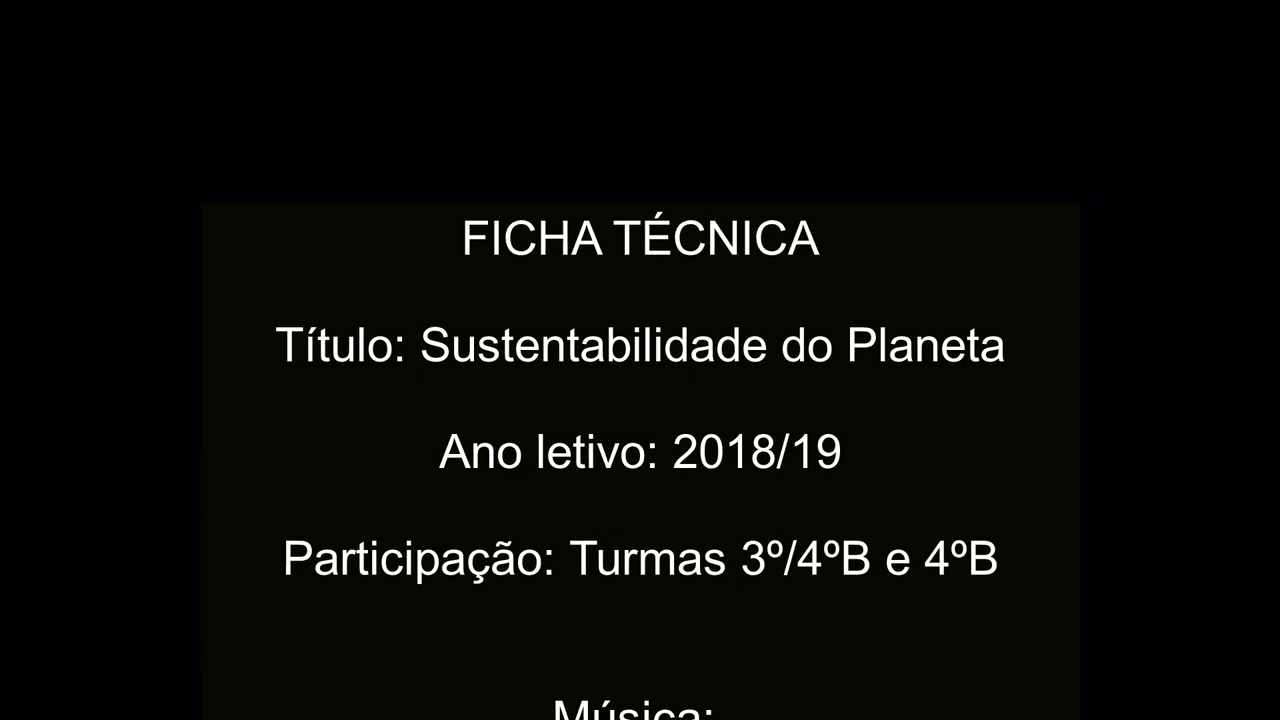 FICHA TÉCNICA
Título: Sustentabilidade do Planeta
Ano letivo: 2018/19
Participação: Turmas 3º/4ºB e 4ºB
Música: